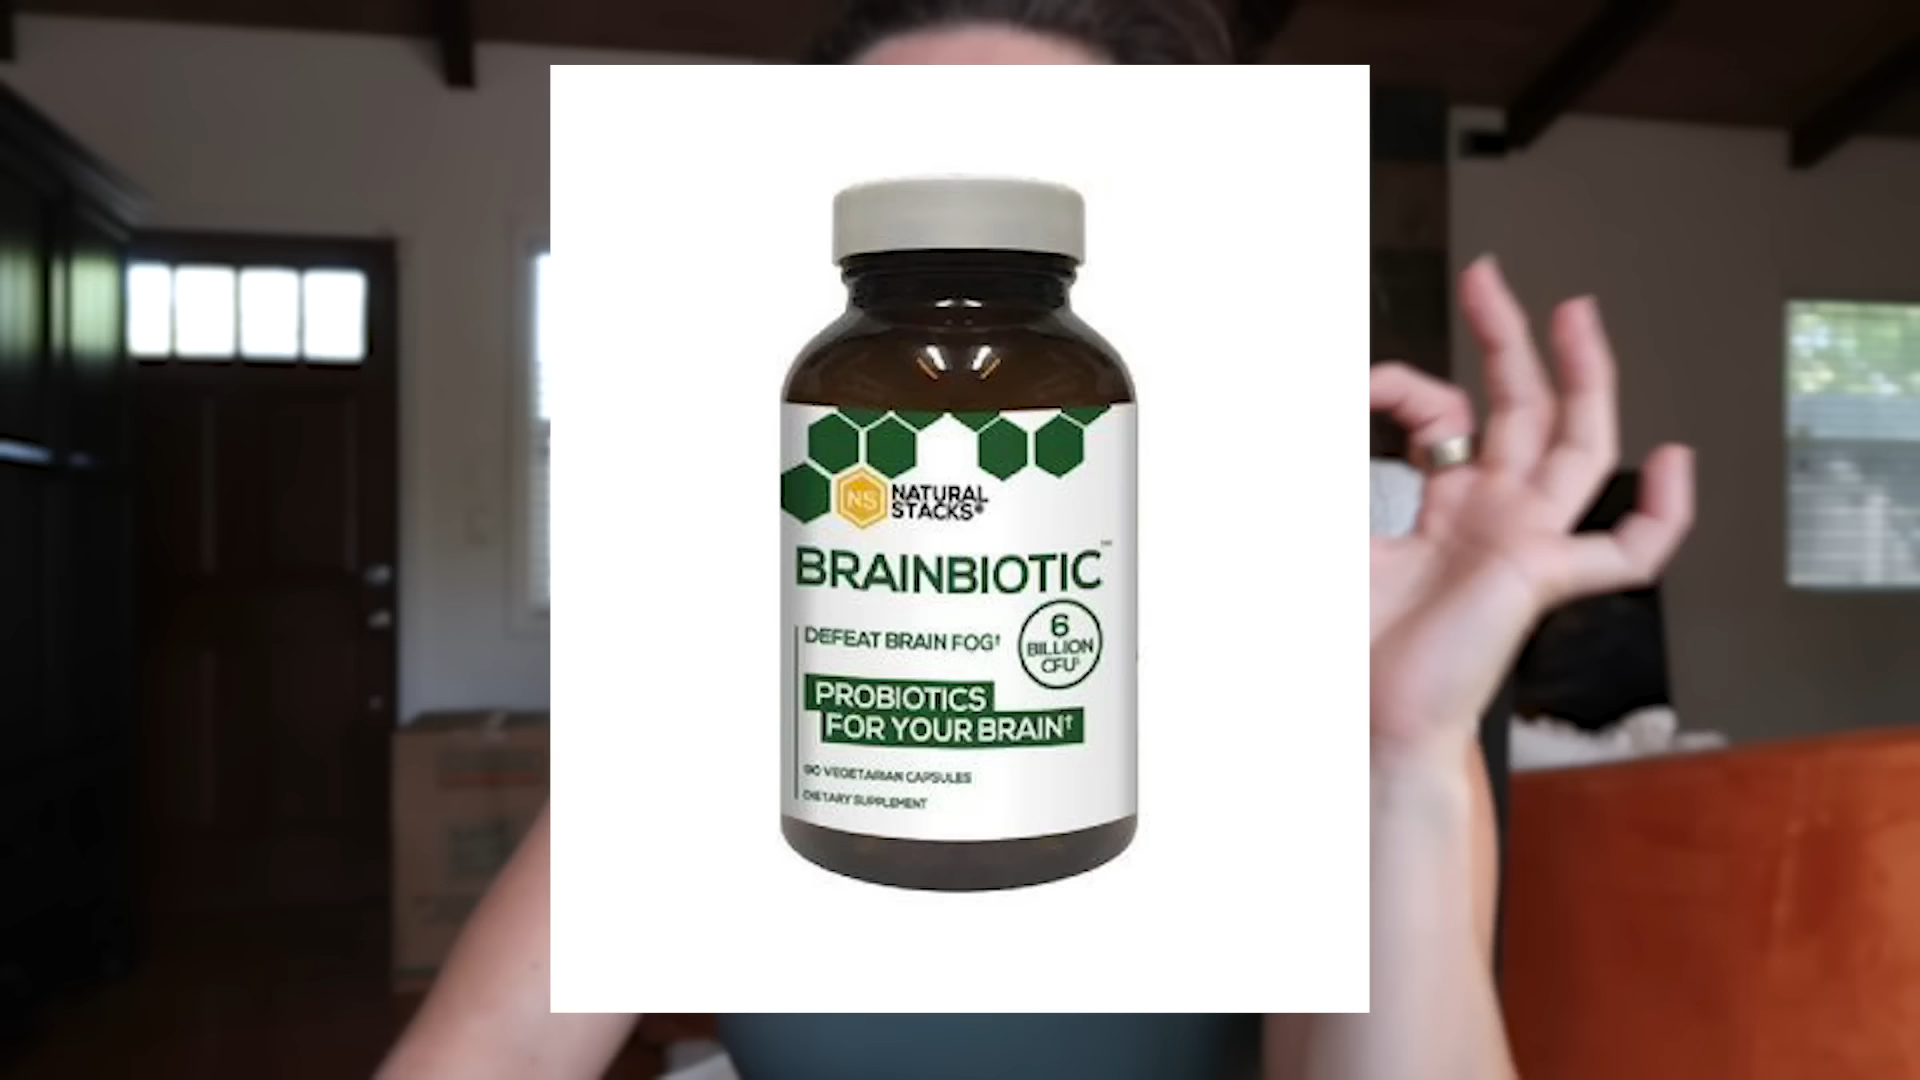 NS
NATURAL
STACKS®
BRAINBIOTIC™
DEFEAT BRAIN FOG†
6
BILLION
CFU
PROBIOTICS
FOR YOUR BRAIN†
90 VEGETARIAN CAPSULES
DIETARY SUPPLEMENT